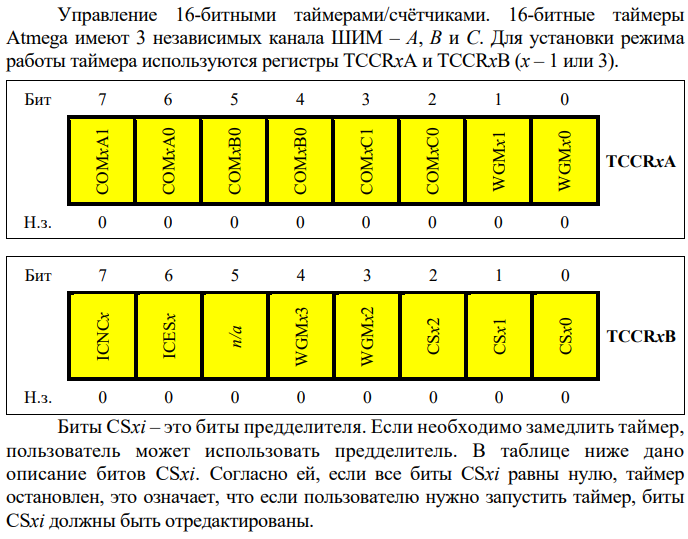 Управление 16-битными таймерами/счётчиками. 16-битные таймеры
Atmega имеют 3 независимых канала ШИМ – A, B и C. Для установки режима
работы таймера используются регистры TCCRxA и TCCRxB (x – 1 или 3).
Бит 7 6 5 4 3 2 1 0
COMxA1 COMxA0 COMxB0 COMxB0 COMxC1 COMxC0 WGMx1 WGMx0 TCCRxA
Н.з. 0 0 0 0 0 0 0 0
Бит 7 6 5 4 3 2 1 0
ICNCx ICESx n/a WGMx3 WGMx2 CSx2 CSx1 CSx0 TCCRxB
Н.з. 0 0 0 0 0 0 0 0
Биты CSxi – это биты предделителя. Если необходимо замедлить таймер,
пользователь может использовать предделитель. В таблице ниже дано
описание битов CSxi. Согласно ей, если все биты CSxi равны нулю, таймер
остановлен, это означает, что если пользователю нужно запустить таймер, биты
CSxi должны быть отредактированы.